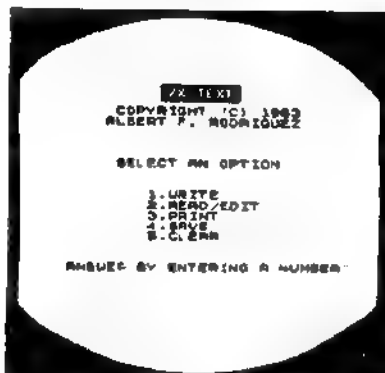 ZX TEXT
COPYRIGHT (C) 1983
ALBERT F. RODRIGUEZ
SELECT AN OPTION
1.WRITE
2.READ/EDIT
3.PRINT
4.SAVE
5.CLEAR
ANSWER BY ENTERING A NUMBER